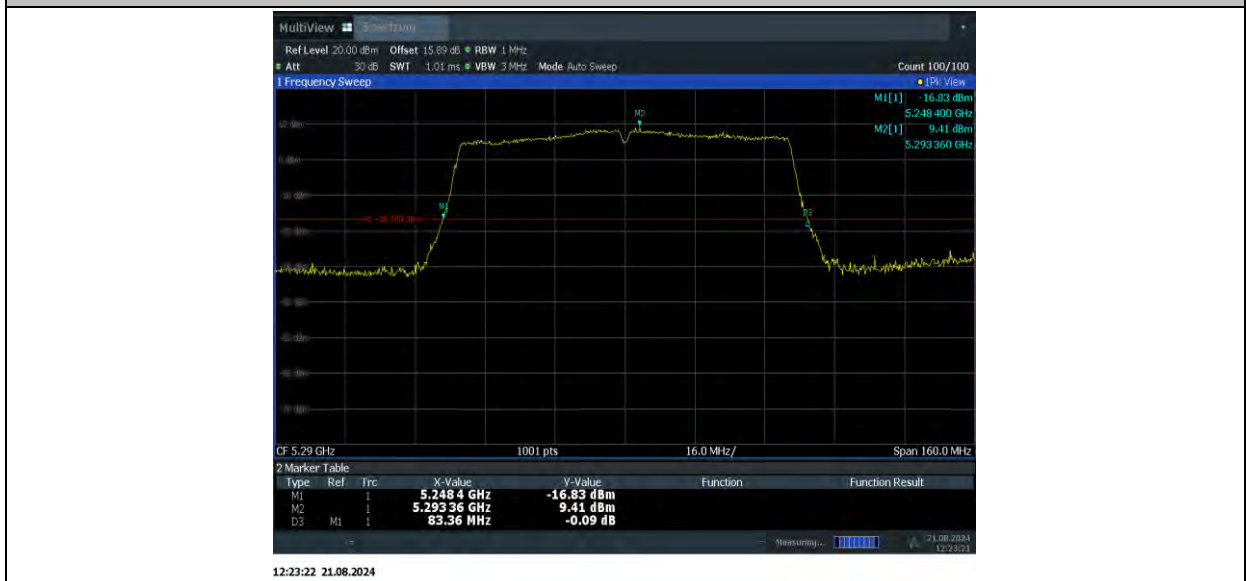 MultiView Spectrum
Ref Level 20.00 dBm Offset 15.89 dB RBW 1 MHz
Att 30 dB SWT 1.01 ms VBW 3 MHz Mode Auto Sweep Count 100/100
1 Frequency Sweep 1Pk View
M1[1] -16.83 dBm
5.248 400 GHz
M2[1] 9.41 dBm
5.293 360 GHz
M2
0 dBm
-10 dBm
M1
D3
CF 5.29 GHz 1001 pts 16.0 MHz/ Span 160.0 MHz
2 Marker Table
Type Ref Trc X-Value Y-Value Function Function Result
M1 1 5.248 4 GHz -16.83 dBm
M2 1 5.293 36 GHz 9.41 dBm
D3 M1 1 83.36 MHz -0.09 dB
Measuring... 21.08.2024
12:23:21
12:23:22 21.08.2024